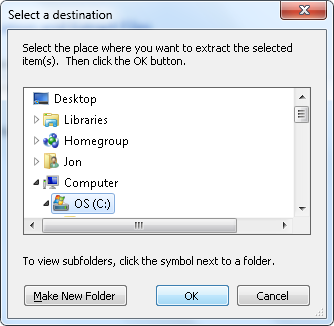 Select a destination
Select the place where you want to extract the selected
item(s). Then click the OK button.
Desktop
Libraries
Homegroup
Jon
Computer
OS (C:)
To view subfolders, click the symbol next to a folder.
Make New Folder
OK
Cancel